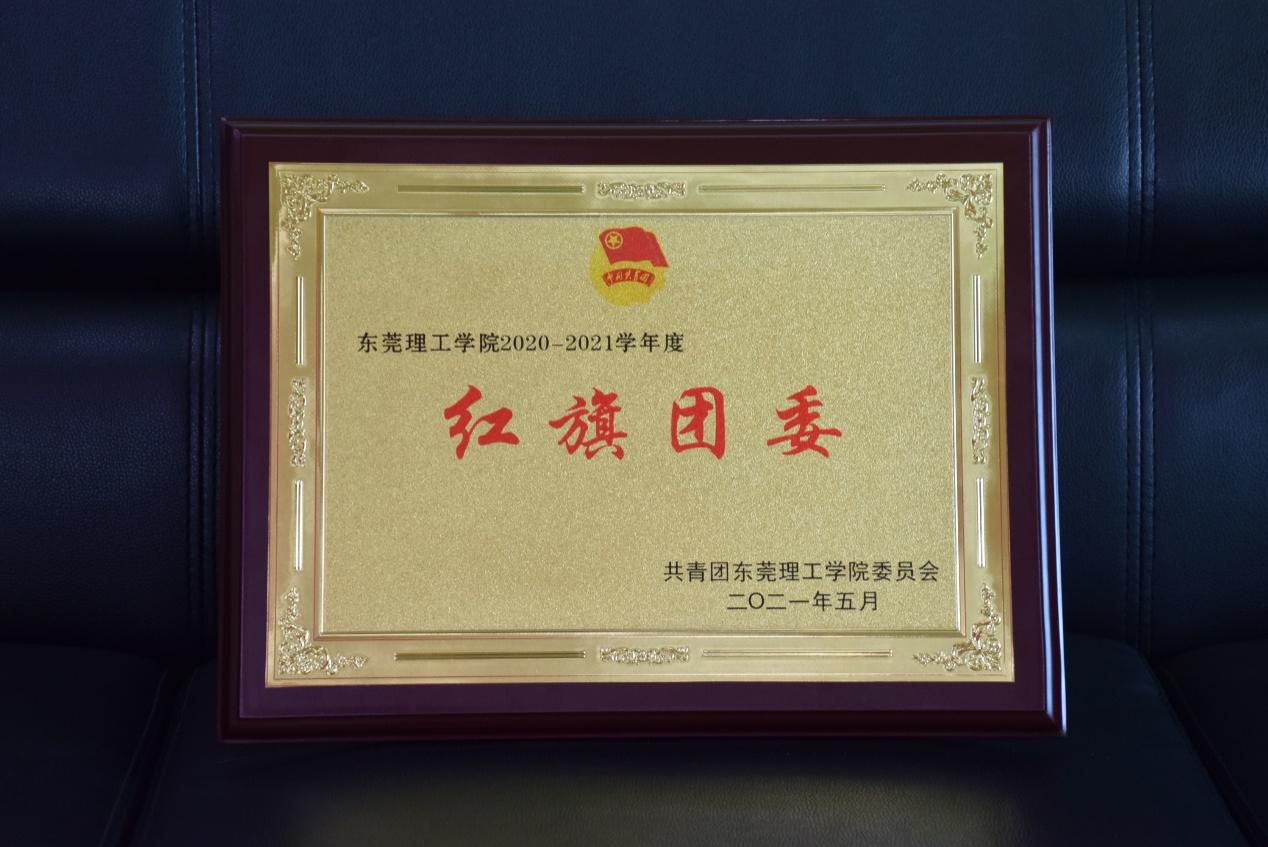 中国共青团
东莞理工学院2020-2021学年度
红旗团委
共青团东莞理工学院委员会
二〇二一年五月